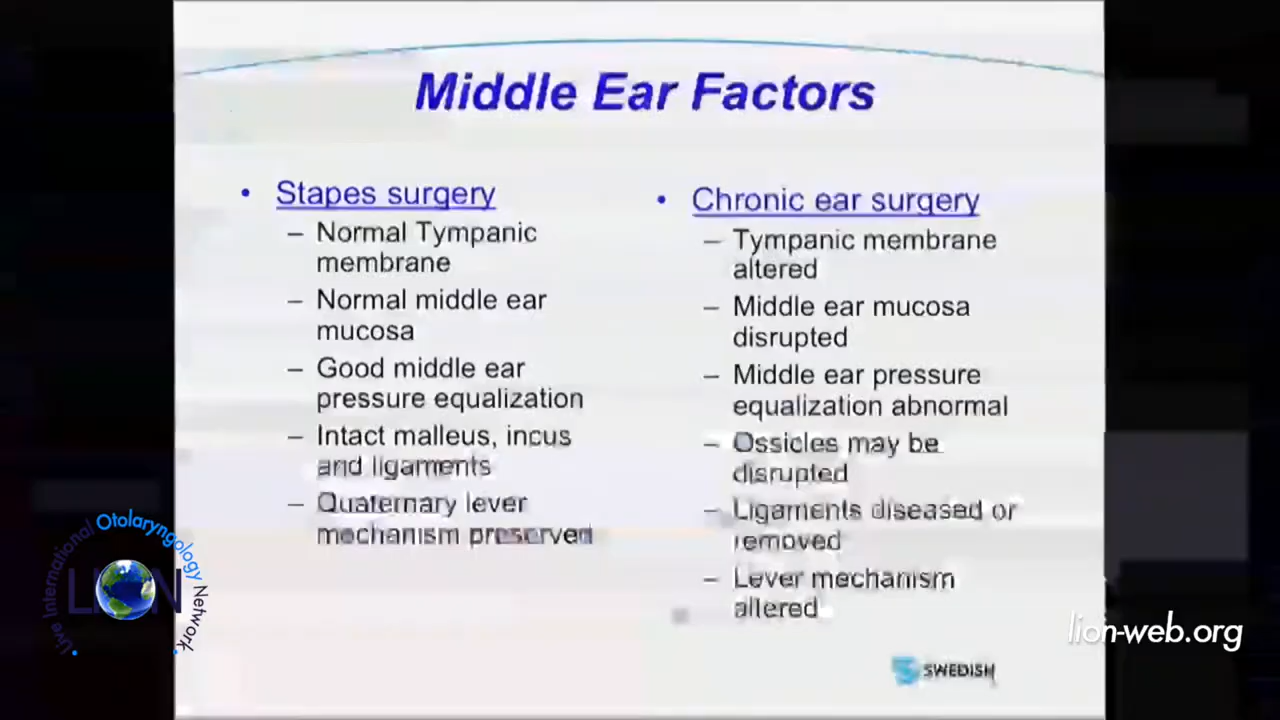 Middle Ear Factors
• Stapes surgery
– Normal Tympanic
membrane
– Normal middle ear
mucosa
– Good middle ear
pressure equalization
– Intact malleus, incus
and ligaments
– Quaternary lever
mechanism preserved
• Chronic ear surgery
– Tympanic membrane
altered
– Middle ear mucosa
disrupted
– Middle ear pressure
equalization abnormal
– Ossicles may be
disrupted
– Ligaments diseased or
removed
– Lever mechanism
altered
Live International Otolaryngology Network
LION
lion-web.org
SWEDISH